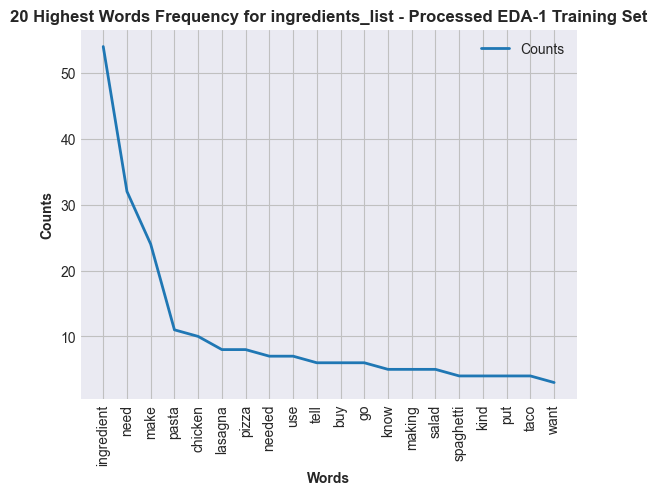 20 Highest Words Frequency for ingredients_list - Processed EDA-1 Training Set
Counts
50
40
30
20
10
Counts
ingredient
need
make
pasta
chicken
lasagna
pizza
needed
use
tell
buy
go
know
making
salad
spaghetti
kind
put
taco
want
Words